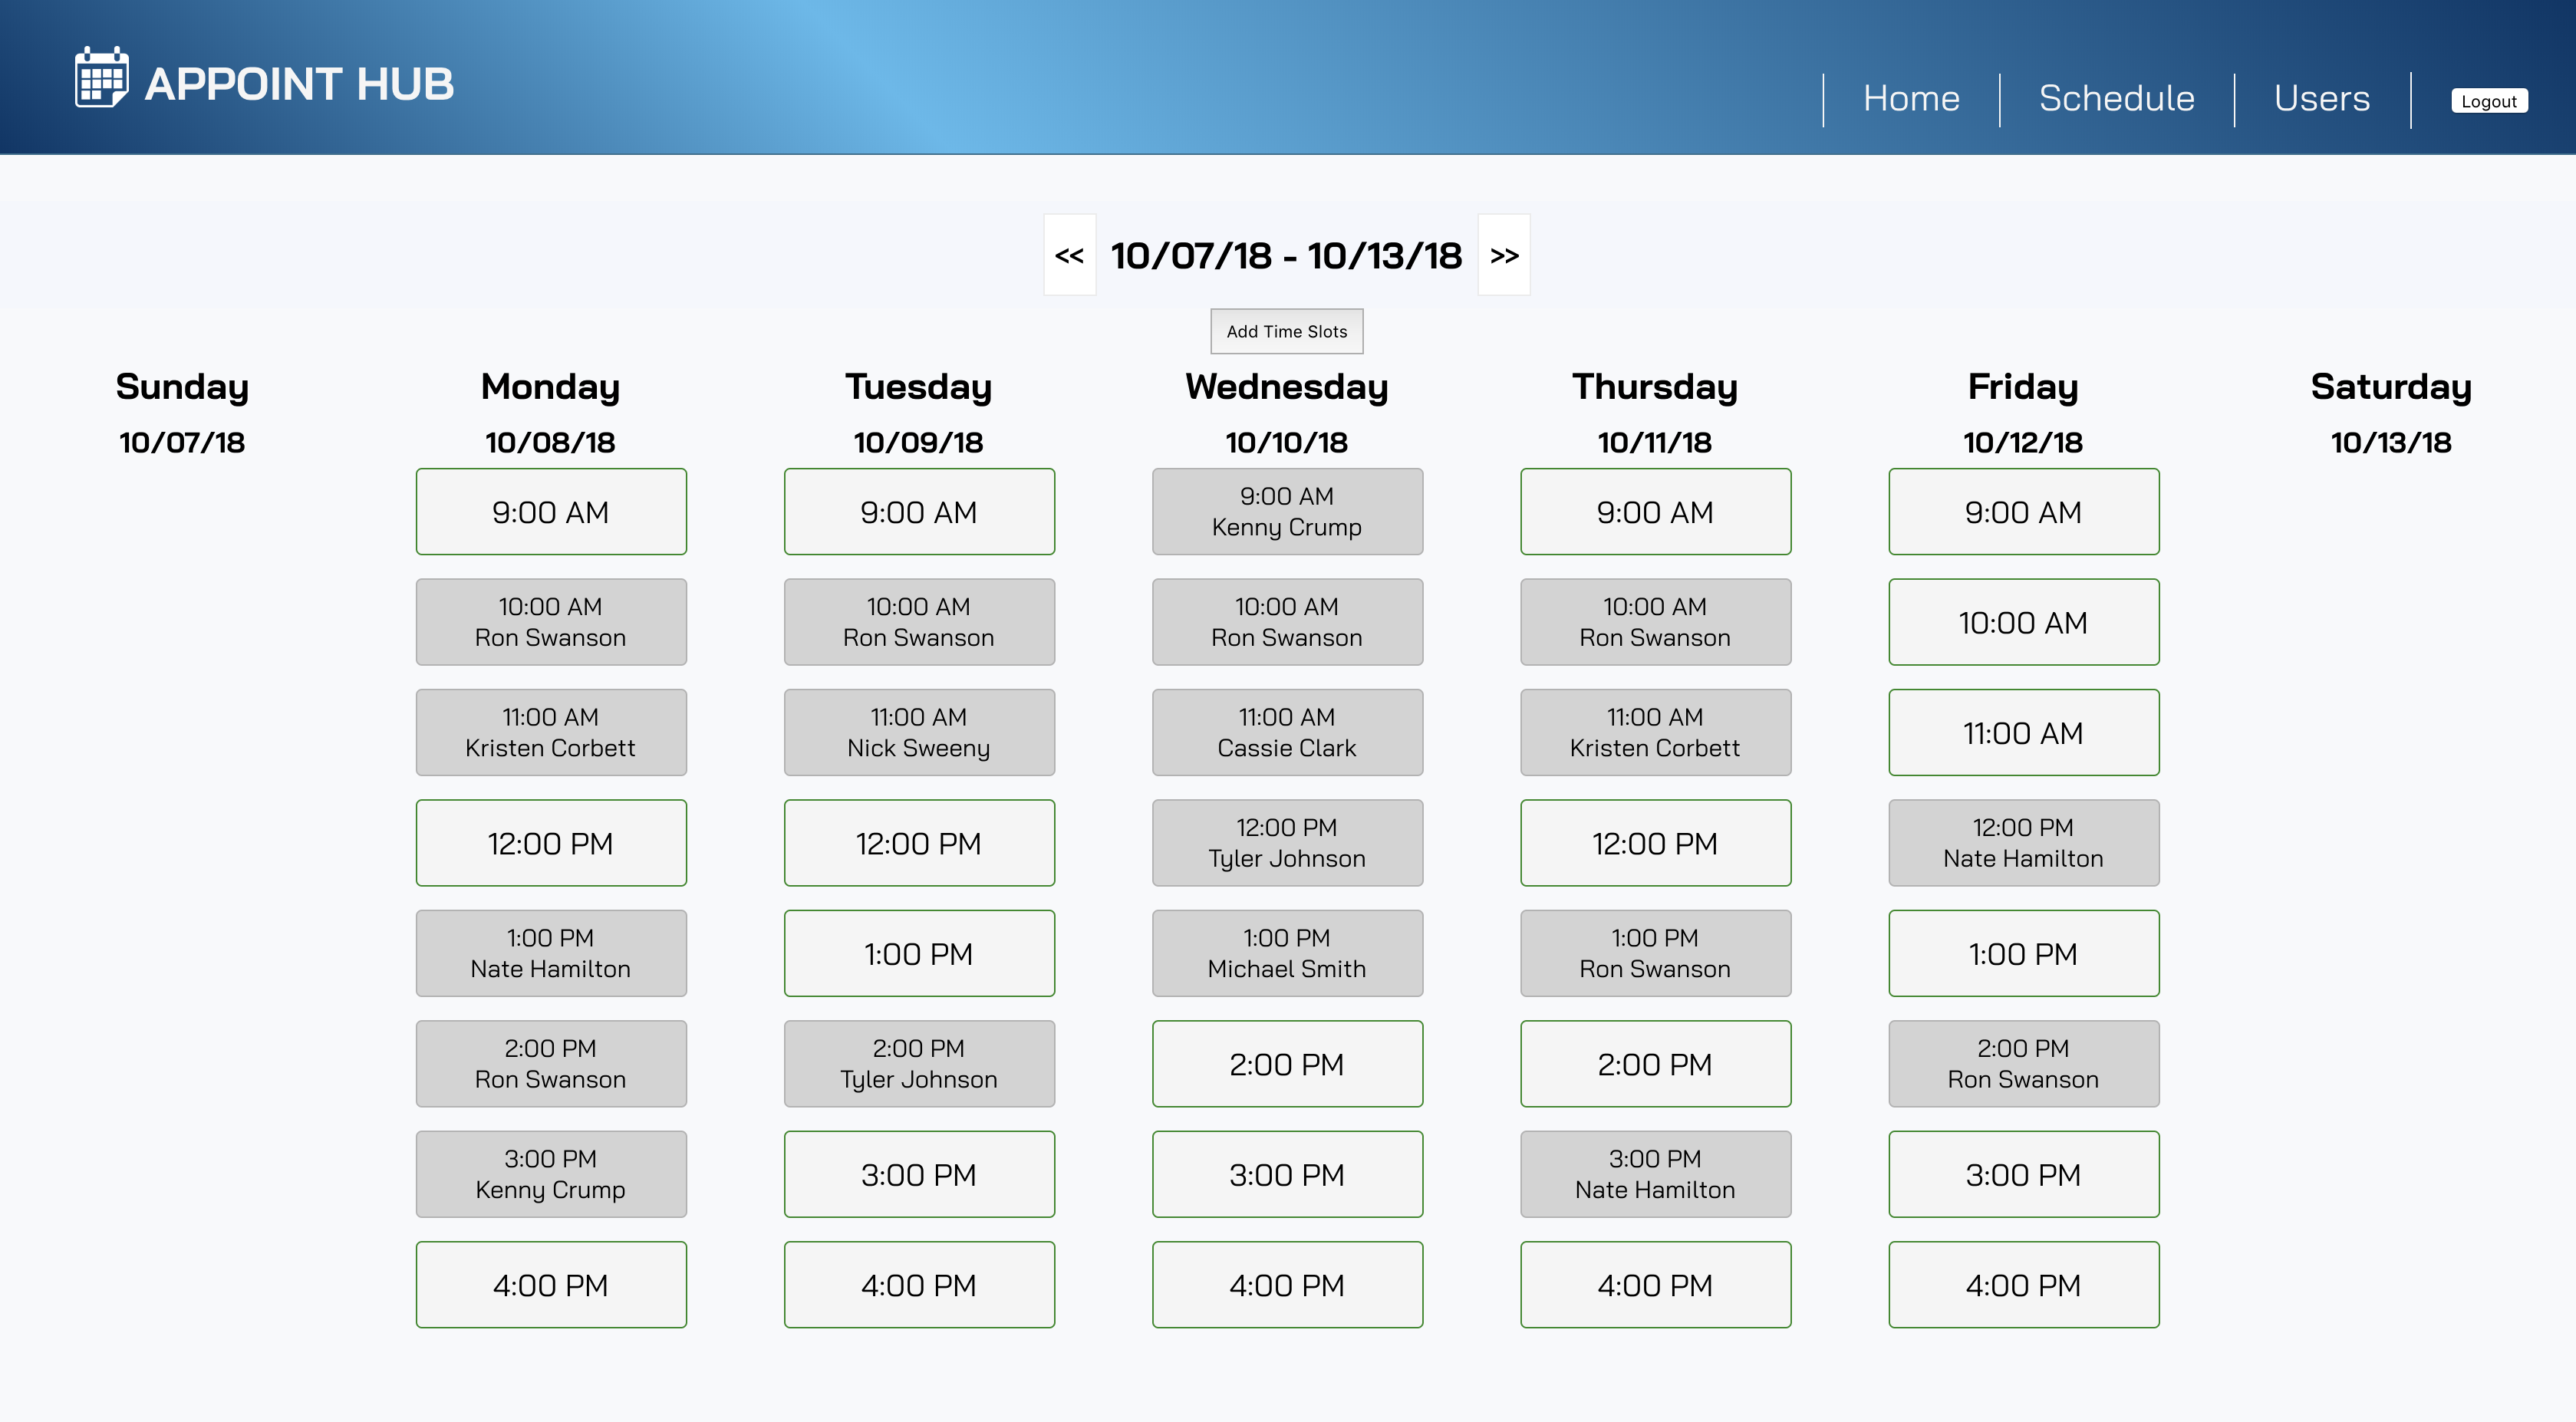 APPOINT HUB
Home
Schedule
Users
Logout
<<
10/07/18 - 10/13/18
>>
Add Time Slots
Sunday
10/07/18
Monday
10/08/18
9:00 AM
10:00 AM
Ron Swanson
11:00 AM
Kristen Corbett
12:00 PM
1:00 PM
Nate Hamilton
2:00 PM
Ron Swanson
3:00 PM
Kenny Crump
4:00 PM
Tuesday
10/09/18
9:00 AM
10:00 AM
Ron Swanson
11:00 AM
Nick Sweeny
12:00 PM
1:00 PM
2:00 PM
Tyler Johnson
3:00 PM
4:00 PM
Wednesday
10/10/18
9:00 AM
Kenny Crump
10:00 AM
Ron Swanson
11:00 AM
Cassie Clark
12:00 PM
Tyler Johnson
1:00 PM
Michael Smith
2:00 PM
3:00 PM
4:00 PM
Thursday
10/11/18
9:00 AM
10:00 AM
Ron Swanson
11:00 AM
Kristen Corbett
12:00 PM
1:00 PM
Ron Swanson
2:00 PM
3:00 PM
Nate Hamilton
4:00 PM
Friday
10/12/18
9:00 AM
10:00 AM
11:00 AM
12:00 PM
Nate Hamilton
1:00 PM
2:00 PM
Ron Swanson
3:00 PM
4:00 PM
Saturday
10/13/18